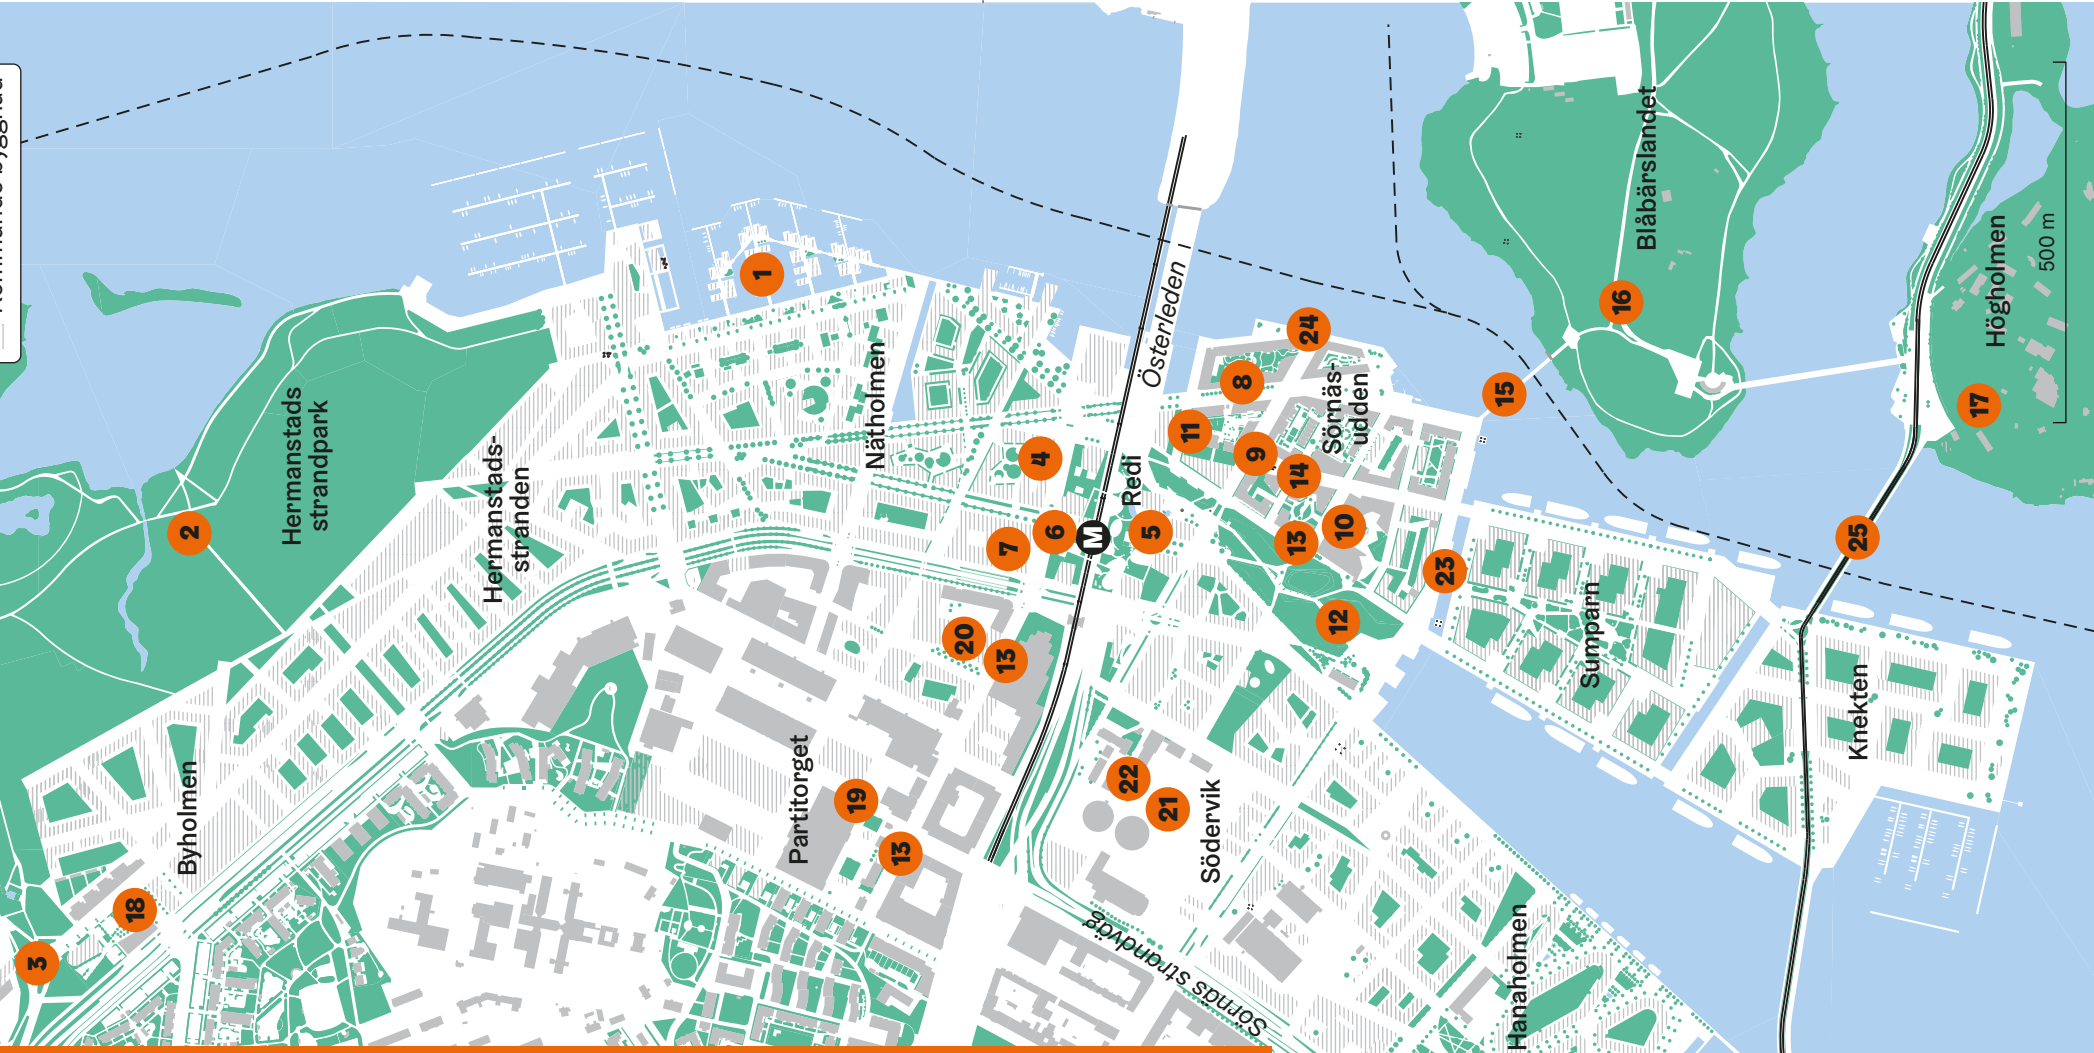 Hermanstads
strandpark
Hermanstads-
stranden
Byholmen
Nätholmen
Partitorget
Österleden
Redi
M
Sörnäs-
udden
Södervik
Sörnäs strandväg
Hanaholmen
Sumparn
Knekten
Blåbärslandet
Högholmen
500 m
1
2
3
4
5
6
7
8
9
10
11
12
13
13
13
14
15
16
17
18
19
20
21
22
23
24
25